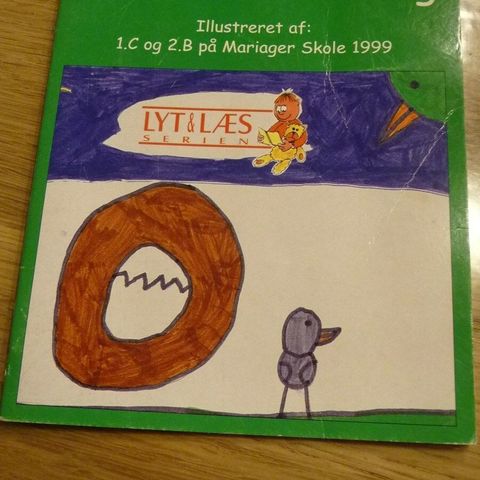 Illustreret af:
1.C og 2.B på Mariager Skole 1999
LYT & LÆS
SERIEN